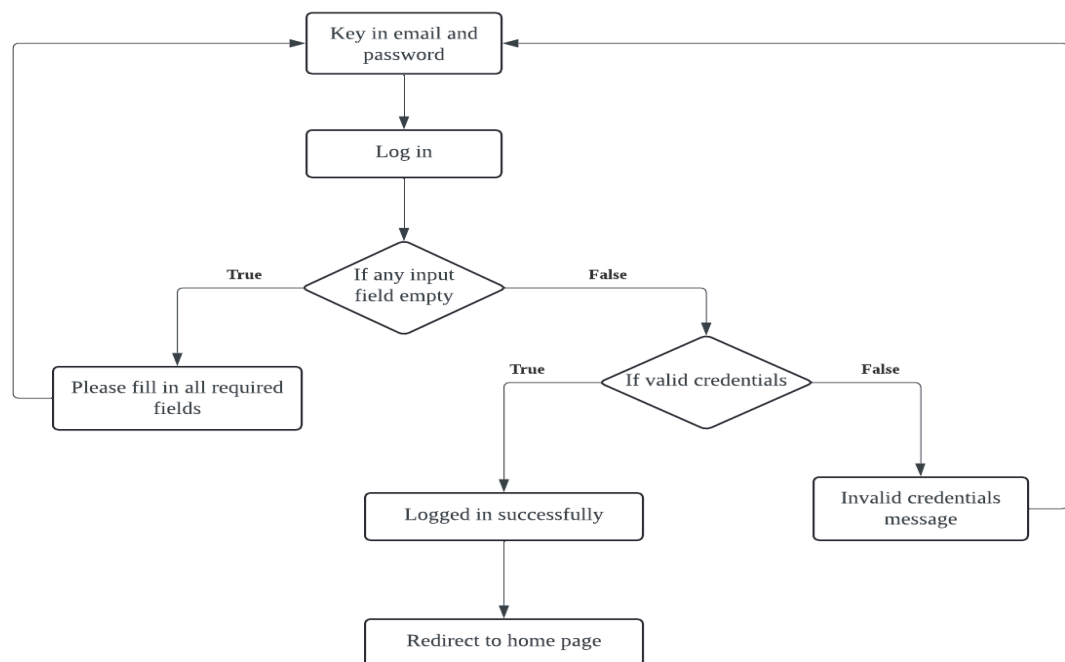 Key in email and
password
Log in
If any input
field empty
True
False
Please fill in all required
fields
If valid credentials
True
False
Logged in successfully
Invalid credentials
message
Redirect to home page